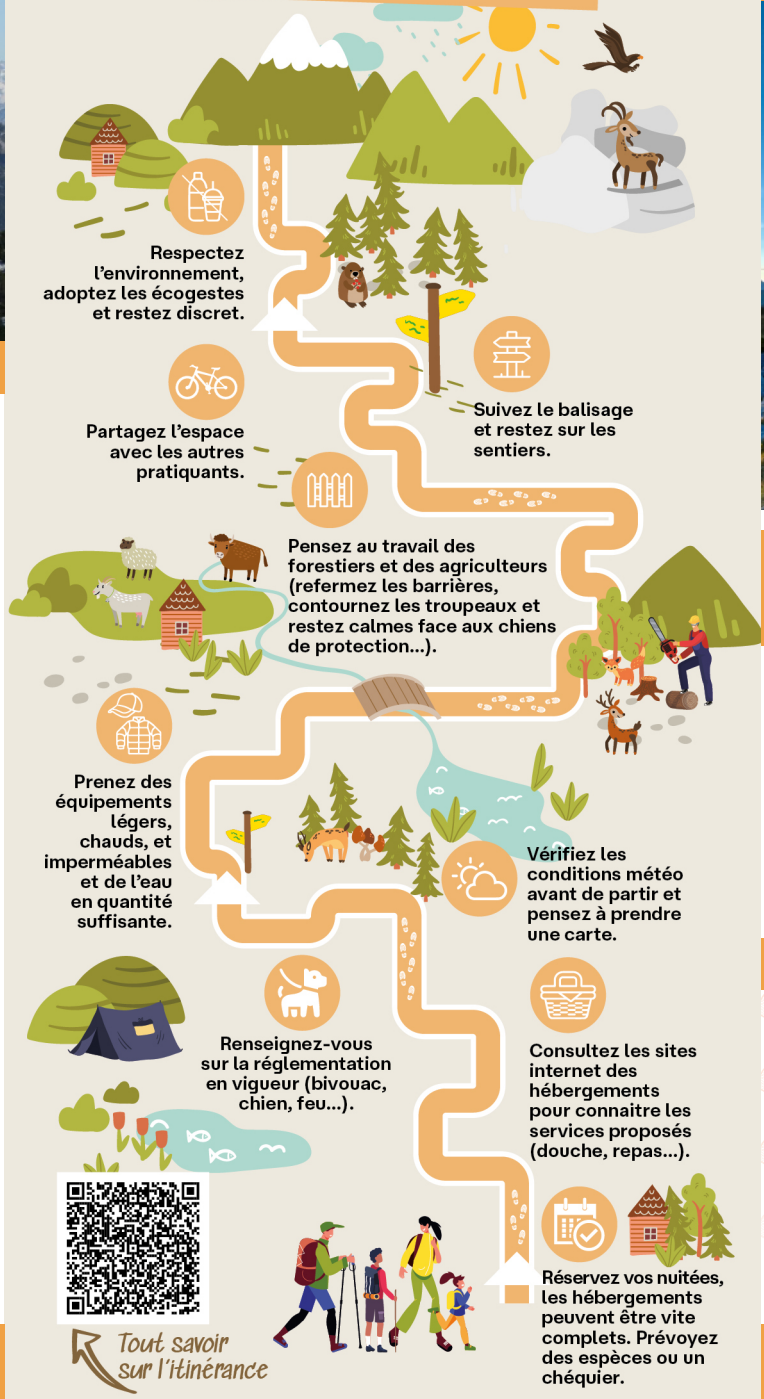 Respectez
l'environnement,
adoptez les écogestes
et restez discret.
Suivez le balisage
et restez sur les
sentiers.
Partagez l'espace
avec les autres
pratiquants.
Pensez au travail des
forestiers et des agriculteurs
(refermez les barrières,
contournez les troupeaux et
restez calmes face aux chiens
de protection...).
Prenez des
équipements
légers,
chauds, et
imperméables
et de l'eau
en quantité
suffisante.
Vérifiez les
conditions météo
avant de partir et
pensez à prendre
une carte.
Renseignez-vous
sur la réglementation
en vigueur (bivouac,
chien, feu...).
Consultez les sites
internet des
hébergements
pour connaitre les
services proposés
(douche, repas...).
Réservez vos nuitées,
les hébergements
peuvent être vite
complets. Prévoyez
des espèces ou un
chéquier.
Tout savoir
sur l'itinérance